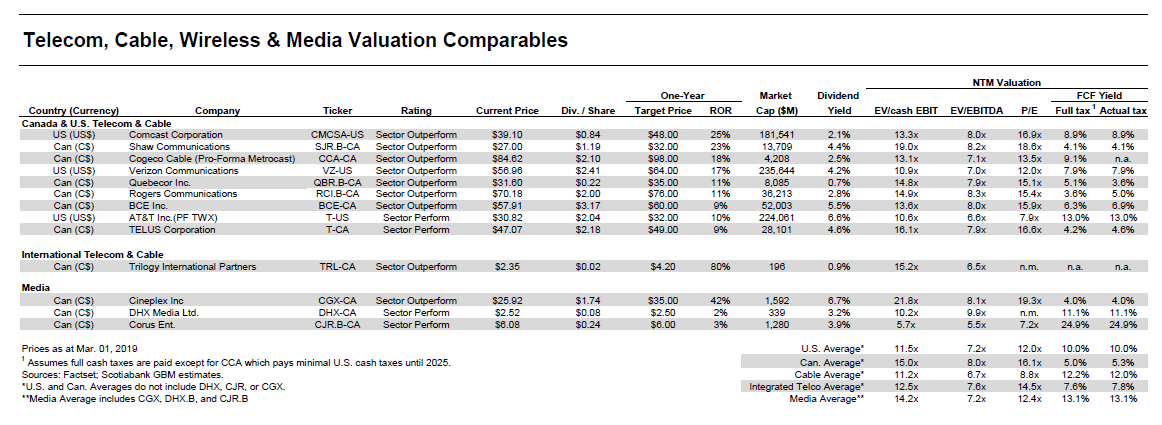 Telecom, Cable, Wireless & Media Valuation Comparables
NTM Valuation
One-Year Market Dividend FCF Yield
Country (Currency) Company Ticker Rating Current Price Div. / Share Target Price ROR Cap ($M) Yield EV/cash EBIT EV/EBITDA P/E Full tax 1 Actual tax
Canada & U.S. Telecom & Cable
US (US$) Comcast Corporation CMCSA-US Sector Outperform $39.10 $0.84 $48.00 25% 181,541 2.1% 13.3x 8.0x 16.9x 8.9% 8.9%
Can (C$) Shaw Communications SJR.B-CA Sector Outperform $27.00 $1.19 $32.00 23% 13,709 4.4% 19.0x 8.2x 18.6x 4.1% 4.1%
Can (C$) Cogeco Cable (Pro-Forma Metrocast) CCA-CA Sector Outperform $84.62 $2.10 $98.00 18% 4,208 2.5% 13.1x 7.1x 13.5x 9.1% n.a.
US (US$) Verizon Communications VZ-US Sector Outperform $56.96 $2.41 $64.00 17% 235,644 4.2% 10.9x 7.0x 12.0x 7.9% 7.9%
Can (C$) Quebecor Inc. QBR.B-CA Sector Outperform $31.60 $0.22 $35.00 11% 8,085 0.7% 14.8x 7.9x 15.1x 5.1% 3.6%
Can (C$) Rogers Communications RCI.B-CA Sector Outperform $70.18 $2.00 $76.00 11% 36,213 2.8% 14.9x 8.3x 15.4x 3.6% 5.0%
Can (C$) BCE Inc. BCE-CA Sector Outperform $57.91 $3.17 $60.00 9% 52,003 5.5% 13.6x 8.0x 15.9x 6.3% 6.9%
US (US$) AT&T Inc.(PF TWX) T-US Sector Perform $30.82 $2.04 $32.00 10% 224,061 6.6% 10.6x 6.6x 7.9x 13.0% 13.0%
Can (C$) TELUS Corporation T-CA Sector Perform $47.07 $2.18 $49.00 9% 28,101 4.6% 16.1x 7.9x 16.6x 4.2% 4.6%
International Telecom & Cable
Can (C$) Trilogy International Partners TRL-CA Sector Outperform $2.35 $0.02 $4.20 80% 196 0.9% 15.2x 6.5x n.m. n.a. n.a.
Media
Can (C$) Cineplex Inc CGX-CA Sector Outperform $25.92 $1.74 $35.00 42% 1,592 6.7% 21.8x 8.1x 19.3x 4.0% 4.0%
Can (C$) DHX Media Ltd. DHX-CA Sector Perform $2.52 $0.08 $2.50 2% 339 3.2% 10.2x 9.9x n.m. 11.1% 11.1%
Can (C$) Corus Ent. CJR.B-CA Sector Perform $6.08 $0.24 $6.00 3% 1,280 3.9% 5.7x 5.5x 7.2x 24.9% 24.9%
Prices as at Mar. 01, 2019 U.S. Average* 11.5x 7.2x 12.0x 10.0% 10.0%
1 Assumes full cash taxes are paid except for CCA which pays minimal U.S. cash taxes until 2025. Can. Average* 15.0x 8.0x 16.1x 5.0% 5.3%
Sources: Factset; Scotiabank GBM estimates. Cable Average* 11.2x 6.7x 8.8x 12.2% 12.0%
*U.S. and Can. Averages do not include DHX, CJR, or CGX. Integrated Telco Average* 12.5x 7.6x 14.5x 7.6% 7.8%
**Media Average includes CGX, DHX.B, and CJR.B Media Average** 14.2x 7.2x 12.4x 13.1% 13.1%